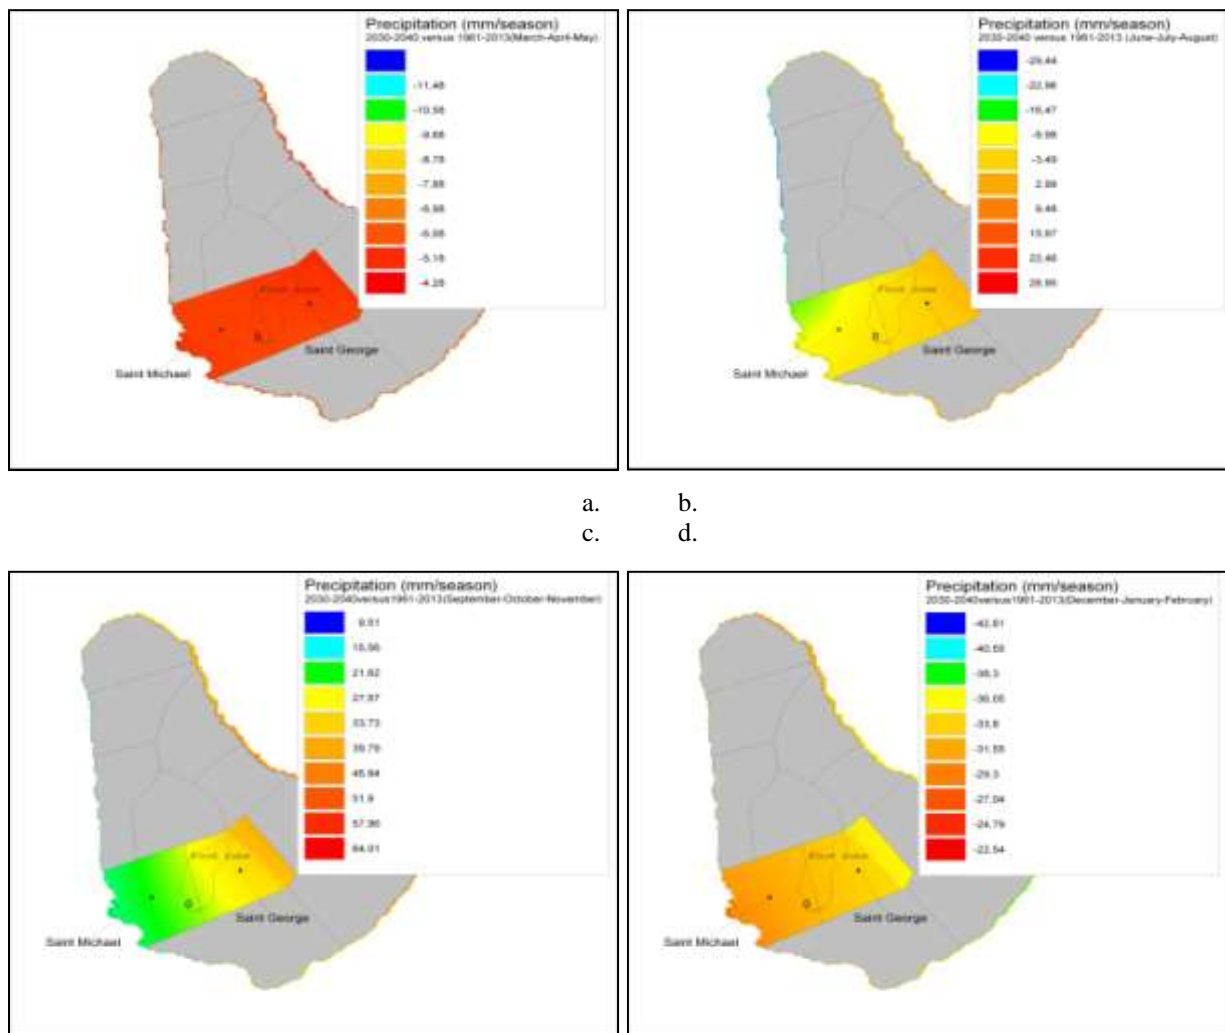 Precipitation (mm/season)
2030-2040 versus 1961-2013(March-April-May)
-11.48
-10.58
-9.68
-8.78
-7.88
-6.98
-6.08
-5.18
-4.28
Saint George
Saint Michael
Precipitation (mm/season)
2030-2040 versus 1961-2013 (June-July-August)
-29.44
-22.96
-16.47
-9.98
-3.49
2.99
9.48
15.97
22.46
28.95
Saint George
Saint Michael
a. b.
c. d.
Precipitation (mm/season)
2030-2040versus1961-2013(September-October-November)
9.51
15.56
21.62
27.67
33.73
39.79
45.84
51.9
57.96
64.01
Saint George
Saint Michael
Precipitation (mm/season)
2030-2040versus1961-2013(December-January-February)
-42.81
-40.55
-38.3
-36.05
-33.8
-31.55
-29.3
-27.04
-24.79
-22.54
Saint George
Saint Michael